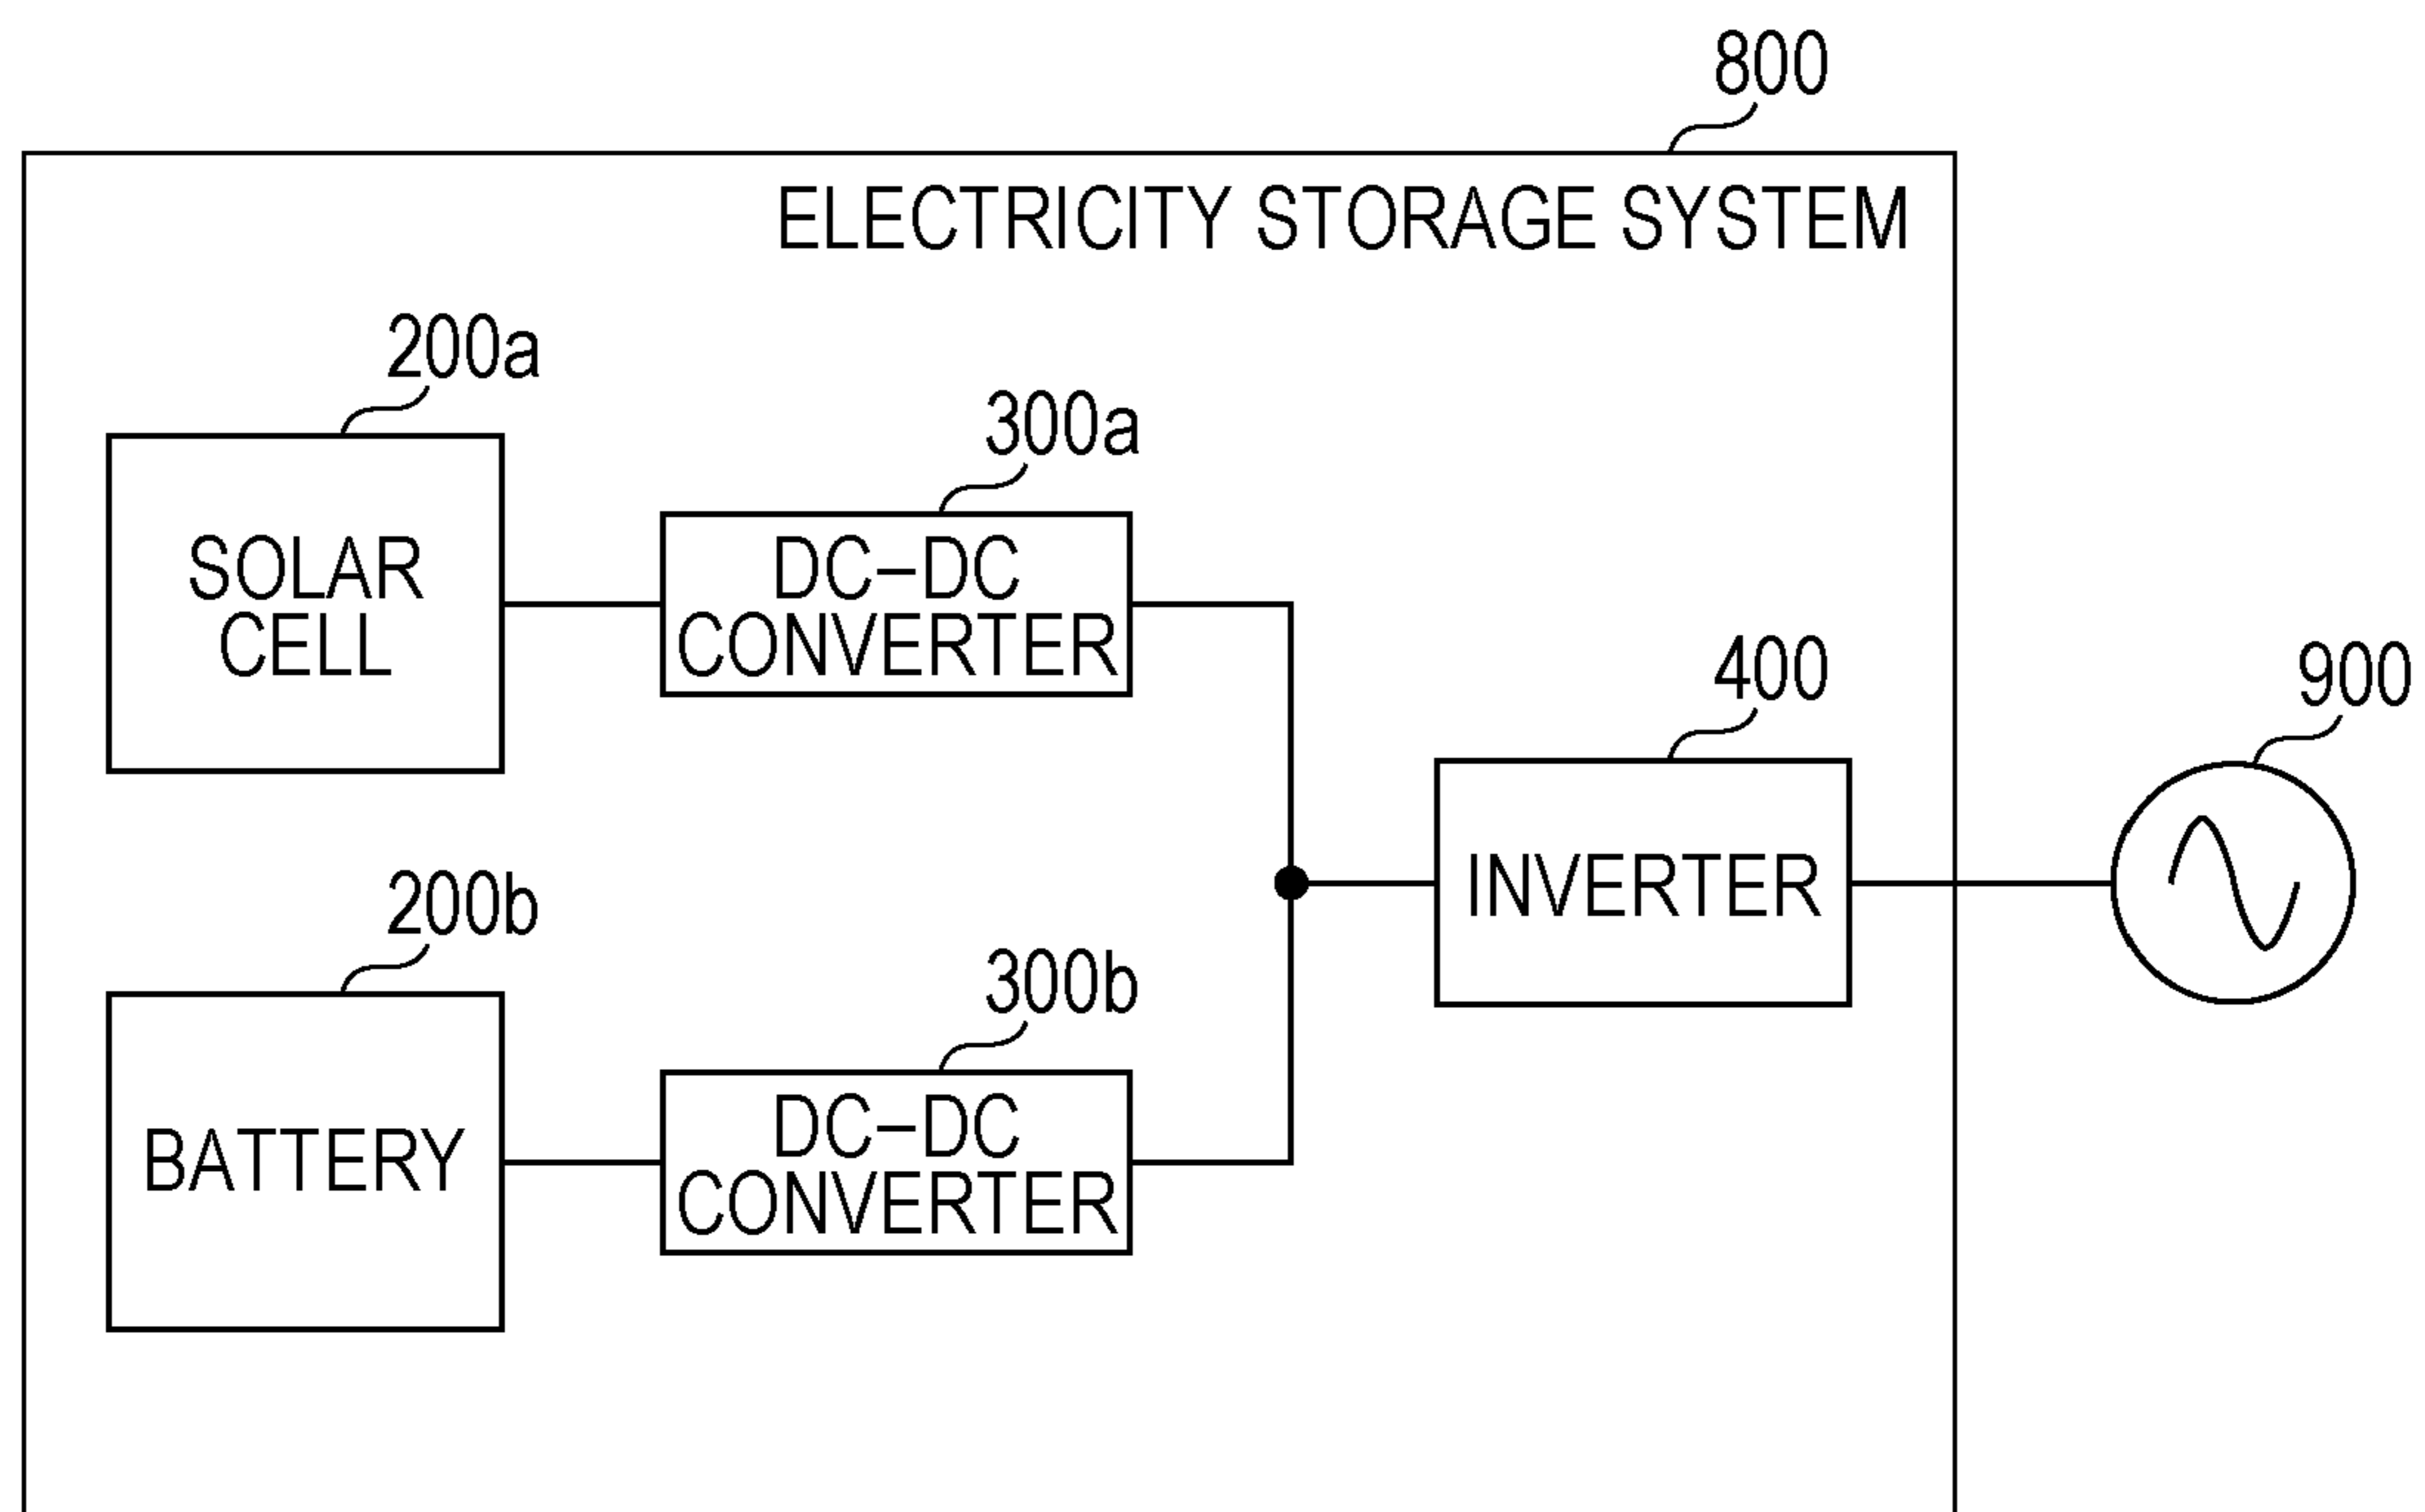 800
ELECTRICITY STORAGE SYSTEM
200a
SOLAR
CELL
300a
DC–DC
CONVERTER
400
INVERTER
900
200b
BATTERY
300b
DC–DC
CONVERTER